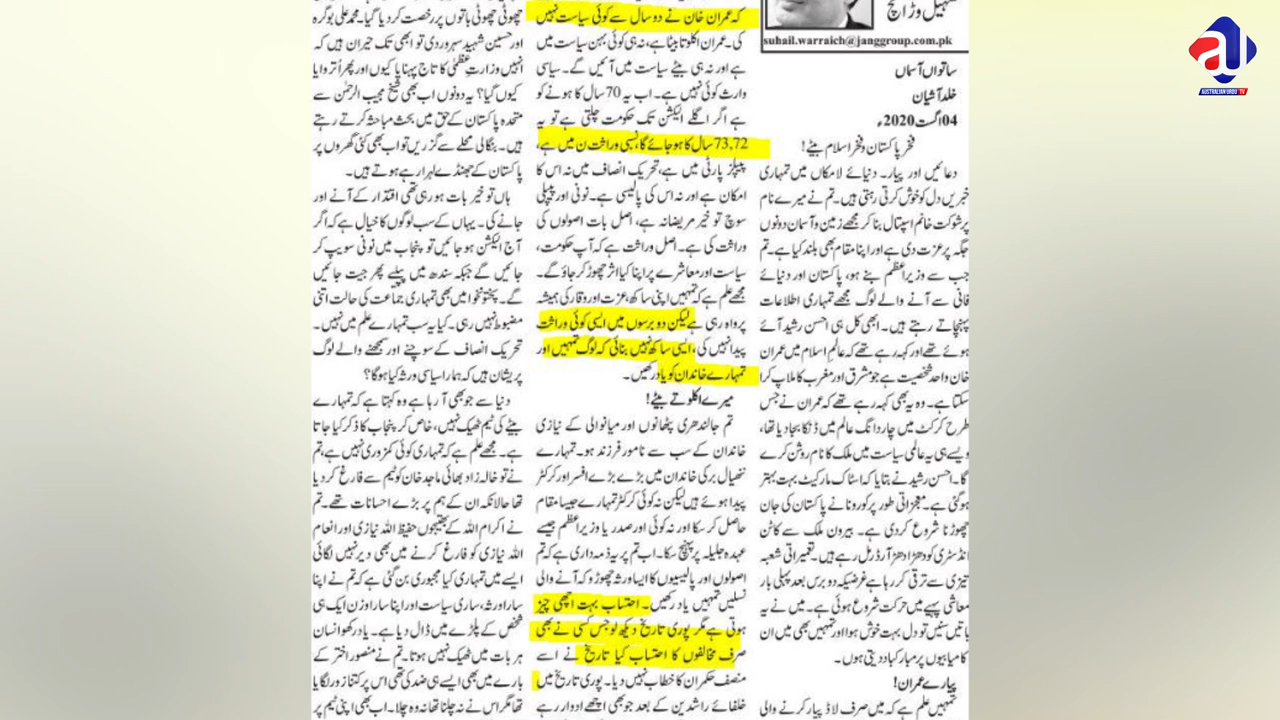 سہیل وڑائچ
suhail.warraich@janggroup.com.pk
ساتواں آسماں
خلد آشیان
04اگست2020ء
فخر پاکستان و فخر اسلام بیٹے!
دعائیں اور پیار۔ دنیائے لامکاں میں تمہاری
خبریں دل کو خوش کرتی رہتی ہیں۔ تم نے میرے نام
پر شوکت خانم اسپتال بنا کر مجھے زمین و آسمان دونوں
جگہ پر عزت دی ہے اور اپنا مقام بھی بلند کیا ہے۔ تم
جب سے وزیراعظم بنے ہو، پاکستان اور دنیائے
فانی سے آنے والے لوگ مجھے تمہاری اطلاعات
پہنچاتے رہتے ہیں۔ ابھی کل ہی احسن رشید آئے
ہوئے تھے اور کہہ رہے تھے کہ عالمِ اسلام میں عمران
خان واحد شخصیت ہے جو مشرق اور مغرب کا ملاپ کرا
سکتا ہے۔ وہ یہ بھی کہہ رہے تھے کہ عمران نے جس
طرح کرکٹ میں چار دانگ عالم میں ڈنکا بجا دیا تھا،
ویسے ہی یہ عالمی سیاست میں ملک کا نام روشن کرے
گا۔ احسن رشید نے بتایا کہ اسٹاک مارکیٹ بہت بہتر
ہو گئی ہے۔ معجزاتی طور پر کورونا نے پاکستان کی جان
چھوڑنا شروع کردی ہے۔ بیرون ملک سے کاٹن
انڈسٹری کو دھڑا دھڑ آرڈر مل رہے ہیں۔ تعمیراتی شعبہ
تیزی سے ترقی کر رہا ہے غرضیکہ دو برس بعد پہلی بار
معاشی پہیے میں حرکت شروع ہوئی ہے۔ میں نے یہ
باتیں سنیں تو دل بہت خوش ہوا اور تمہیں بھی میں ان
کامیابیوں پر مبارکباد دیتی ہوں۔
پیارے عمران!
تمہیں علم ہے کہ میں صرف لاڈ پیار کرنے والی
کہ عمران خان نے دو سال سے کوئی سیاست نہیں
کی۔ عمران اکلوتا بیٹا ہے، نہ ہی کوئی بہن سیاست میں
ہے اور نہ ہی بیٹے سیاست میں آئیں گے۔ سیاسی
وارث کوئی نہیں ہے۔ اب یہ 70 سال کا ہونے کو
ہے اگر اگلے الیکشن تک حکومت چلتی ہے تو یہ
73,72 سال کا ہو جائے گا، نسبی وراثت ن میں ہے،
پیپلز پارٹی میں ہے، تحریک انصاف میں نہ اس کا
امکان ہے اور نہ اس کی پالیسی ہے۔ نونی اور پیپلی
سوچ تو خیر مریضانہ ہے، اصل بات اصولوں کی
وراثت کی ہے۔ اصل وراثت ہے کہ آپ حکومت،
سیاست اور معاشرے پر اپنا کیا اثر چھوڑ کر جاؤ گے۔
مجھے علم ہے کہ تمہیں اپنی ساکھ، عزت اور وقار کی ہمیشہ
پرواہ رہی ہے لیکن دو برسوں میں ایسی کوئی وراثت
پیدا نہیں کی، ایسی ساکھ نہیں بنائی کہ لوگ تمہیں اور
تمہارے خاندان کو یاد رکھیں۔
میرے اکلوتے بیٹے!
تم جالندھری پٹھانوں اور میانوالی کے نیازی
خاندان کے سب سے نامور فرزند ہو۔ تمہارے
ننھیال برکی خاندان میں بڑے بڑے افسر اور کرکٹر
پیدا ہوئے ہیں لیکن نہ کوئی کرکٹر تمہارے جیسا مقام
حاصل کر سکا اور نہ کوئی اور صدر یا وزیراعظم جیسے
عہدہ جلیلہ پر پہنچ سکا۔ اب تم پر یہ ذمہ داری ہے کہ تم
اصولوں اور پالیسیوں کا ایسا ورثہ چھوڑو کہ آنے والی
نسلیں تمہیں یاد رکھیں۔ احتساب بہت اچھی چیز
ہوتی ہے مگر پوری تاریخ دیکھ لو جس کسی نے بھی
صرف مخالفوں کا احتساب کیا تاریخ نے اسے
منصف حکمران کا خطاب نہیں دیا۔ پوری تاریخ میں
خلفائے راشدین کے بعد جو بھی اچھے ادوار رہے
چھوٹی چھوٹی باتوں پر رخصت کر دیا گیا۔ محمد علی بوگرہ
اور حسین شہید سہروردی تو ابھی تک حیران ہیں کہ
انہیں وزارتِ عظمیٰ کا تاج پہنایا کیوں اور پھر اُتروایا
کیوں گیا؟ یہ دونوں اب بھی شیخ مجیب الرحمٰن سے
متحدہ پاکستان کے حق میں بحث مباحثہ کرتے رہتے
ہیں۔ بنگالی محلے سے گزریں تو اب بھی کئی گھروں پر
پاکستان کے جھنڈے لہرا رہے ہوتے ہیں۔
ہاں تو خیر بات ہو رہی تھی اقتدار کے آنے اور
جانے کی۔ یہاں کے سب لوگوں کا خیال ہے کہ اگر
آج الیکشن ہو جائیں تو پنجاب میں نونی سویپ کر
جائیں گے جبکہ سندھ میں پیپلیے پھر جیت جائیں
گے۔ پختونخوا میں بھی تمہاری جماعت کی حالت اتنی
مضبوط نہیں رہی۔ کیا یہ سب تمہارے علم میں نہیں۔
تحریک انصاف کے سوچنے اور سمجھنے والے لوگ
پریشان ہیں کہ ہمارا سیاسی ورثہ کیا ہوگا؟
دنیا سے جو بھی آ رہا ہے وہ کہتا ہے کہ تمہارے
بیٹے کی ٹیم ٹھیک نہیں، خاص کر پنجاب کا ذکر کیا جاتا
ہے۔ مجھے علم ہے کہ تمہاری کوئی کمزوری نہیں ہے، تم
نے تو خالہ زاد بھائی ماجد خان کو ٹیم سے فارغ کر دیا
تھا حالانکہ ان کے ہم پر بڑے احسانات تھے۔ تم
نے اکرام اللہ کے بھتیجوں حفیظ اللہ نیازی اور انعام
اللہ نیازی کو فارغ کرنے میں بھی دیر نہیں لگائی
ایسے میں تمہاری کیا مجبوری بن گئی ہے کہ تم نے اپنا
سارا ورثہ، ساری سیاست اور اپنا سارا وزن ایک ہی
شخص کے پلڑے میں ڈال دیا ہے۔ یاد رکھو انسان
ہر بات میں ٹھیک نہیں ہوتا۔ تم نے منصور اختر کے
بارے میں بھی ایسے ہی ضد کی تھی اس پر کتنا زور لگایا
تھا مگر اس نے نہ چلنا تھا نہ وہ چلا۔ اب بھی اپنی ٹیم پر
AUSTRALIAN URDU TV